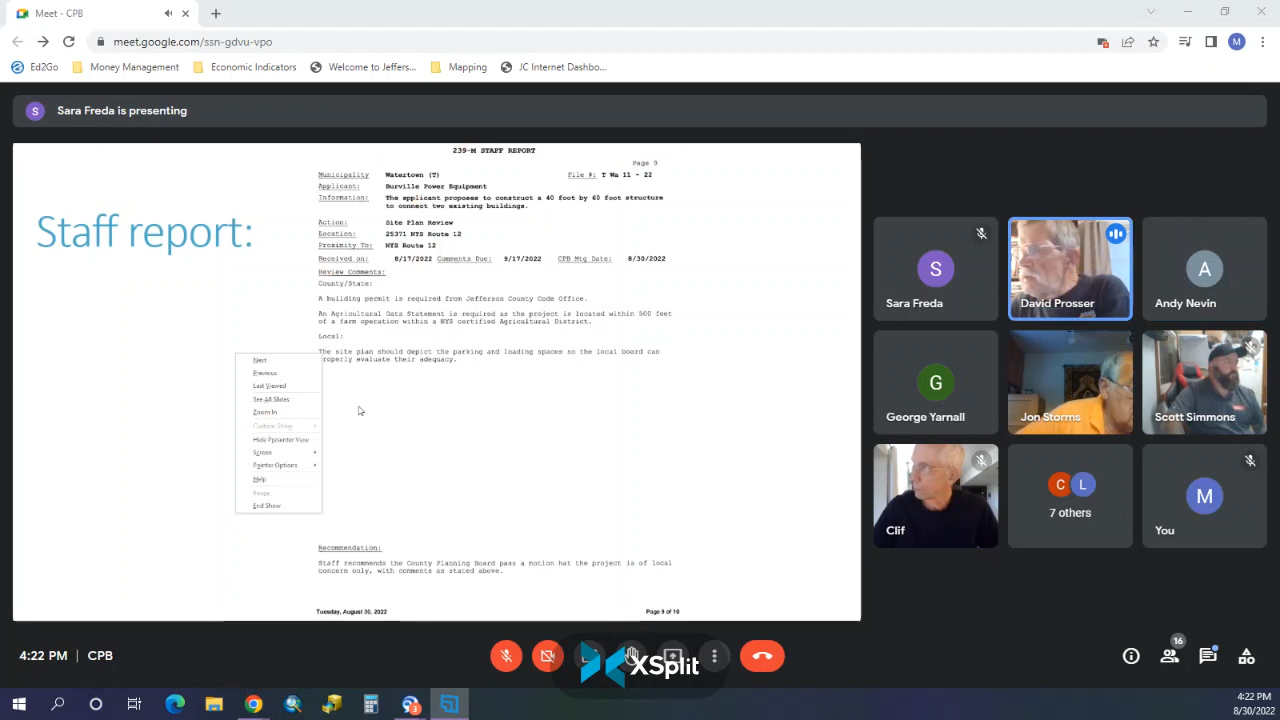 Meet - CPB
meet.google.com/ssn-gdvu-vpo
M
Ed2Go
Money Management
Economic Indicators
Welcome to Jeffers...
Mapping
JC Internet Dashbo...
S
Sara Freda is presenting
239-M STAFF REPORT
Page 9
Municipality Watertown (T) File #: T Wa 11 - 22
Applicant: Burville Power Equipment
Information: The applicant proposes to construct a 40 foot by 60 foot structure
to connect two existing buildings.
Action: Site Plan Review
Location: 25371 NYS Route 12
Proximity To: NYS Route 12
Received on: 8/17/2022 Comments Due: 9/17/2022 CPB Mtg Date: 8/30/2022
Review Comments:
County/State:
A building permit is required from Jefferson County Code Office.
An Agricultural Data Statement is required as the project is located within 500 feet
of a farm operation within a NYS certified Agricultural District.
Local:
The site plan should depict the parking and loading spaces so the local board can
properly evaluate their adequacy.
Staff report:
Next
Previous
Last Viewed
See All Slides
Zoom In
Custom Show
Hide Presenter View
Screen
Pointer Options
Help
Pause
End Show
Recommendation:
Staff recommends the County Planning Board pass a motion hat the project is of local
concern only, with comments as stated above.
Tuesday, August 30, 2022
Page 9 of 10
S
Sara Freda
David Prosser
A
Andy Nevin
G
George Yarnall
Jon Storms
Scott Simmons
Clif
C L
7 others
M
You
4:22 PM | CPB
XSplit
16
3
4:22 PM
8/30/2022